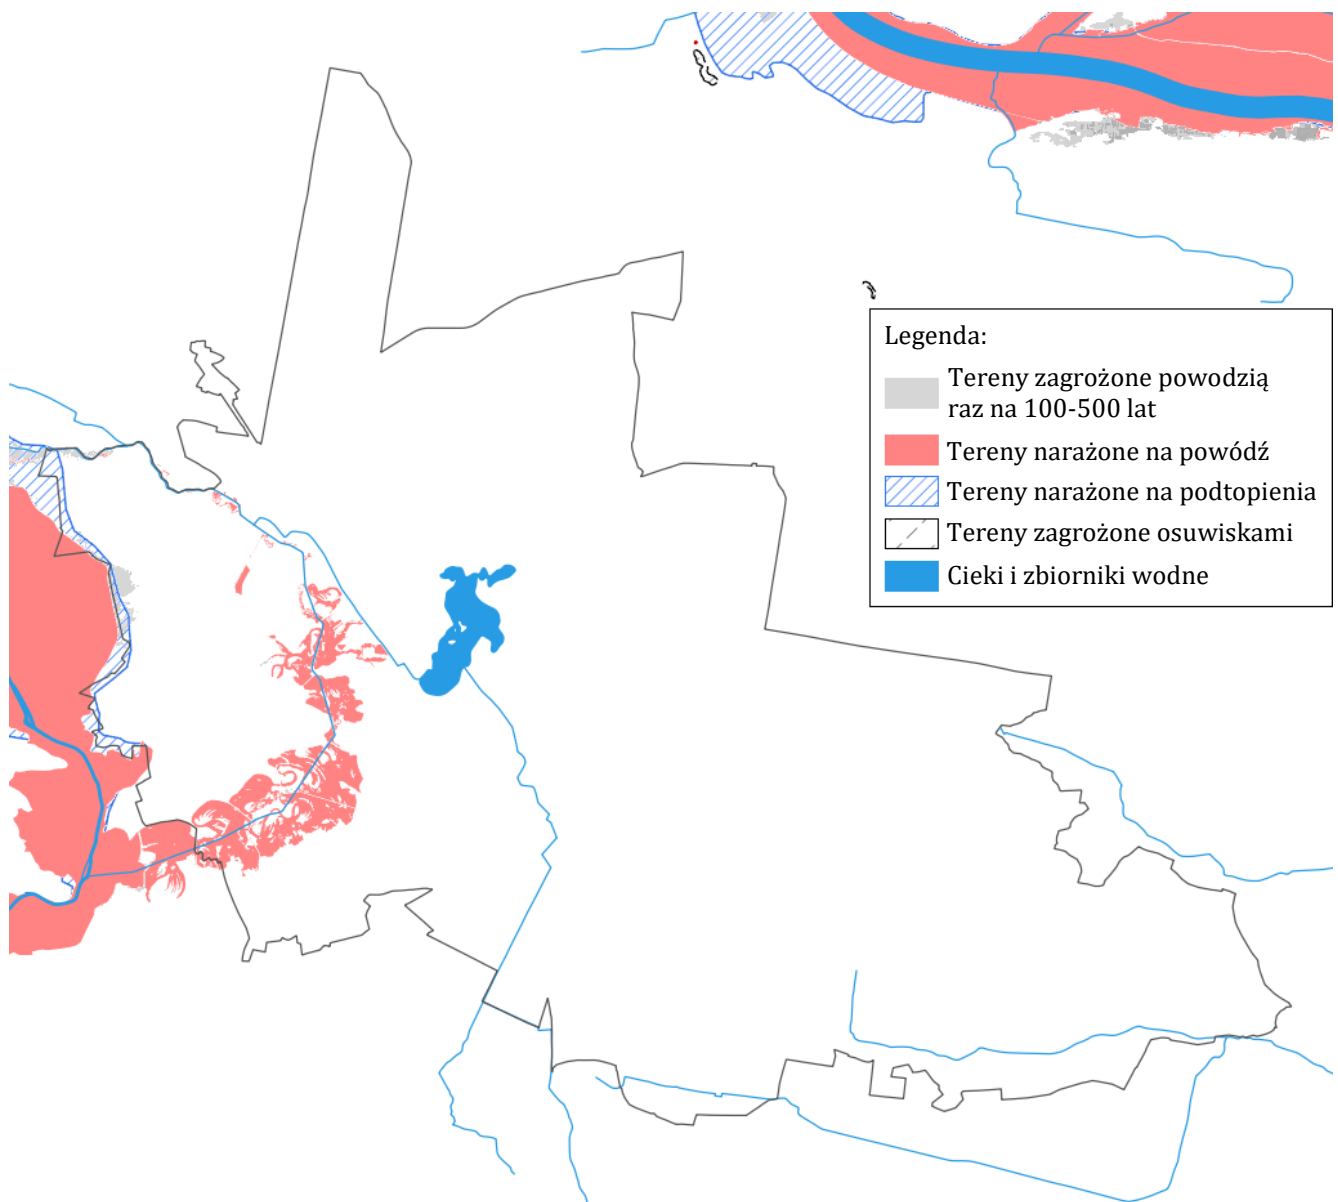 Legenda:
Tereny zagrożone powodzią
raz na 100-500 lat
Tereny narażone na powódź
Tereny narażone na podtopienia
Tereny zagrożone osuwiskami
Cieki i zbiorniki wodne